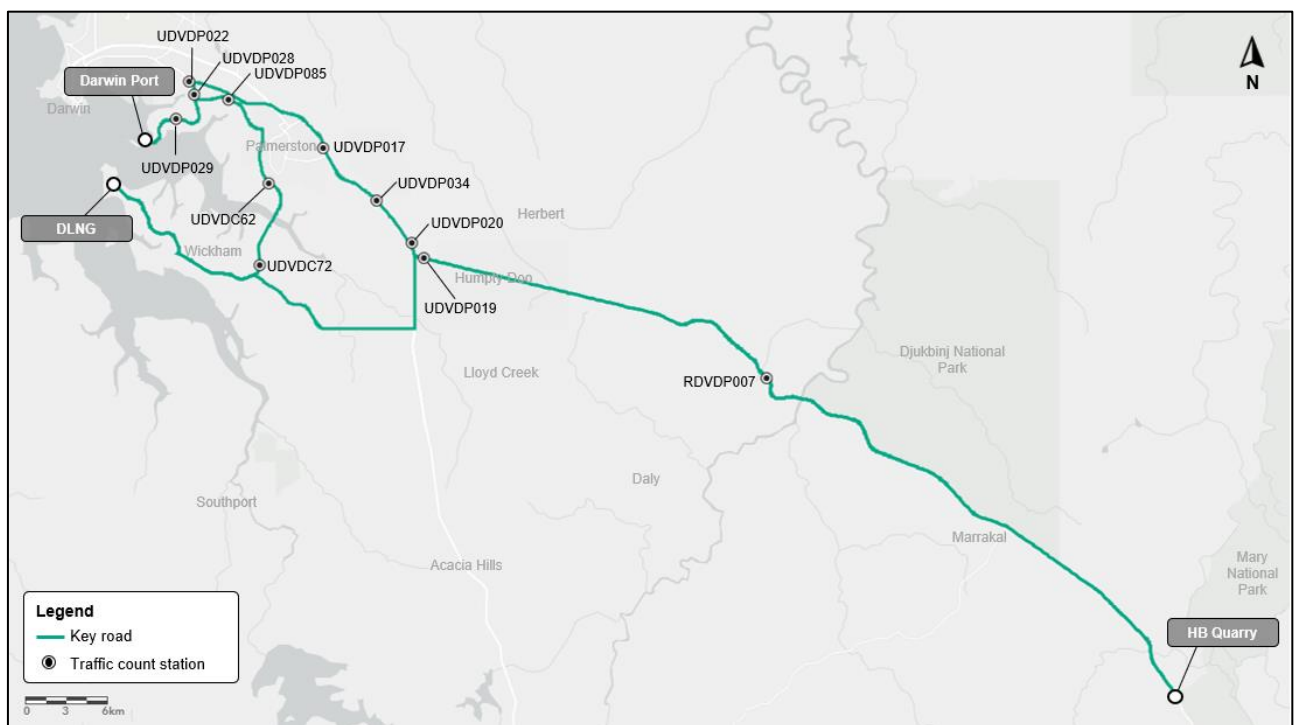 UDVDP022
UDVDP028
UDVDP085
Darwin Port
N
Darwin
Palmerston
UDVDP017
UDVDP029
UDVDP034
UDVDC62
Herbert
DLNG
UDVDP020
Wickham
UDVDC72
Humpty Doo
UDVDP019
Djukbinj National
Park
Lloyd Creek
RDVDP007
Daly
Southport
Marrakal
Acacia Hills
Mary
National
Park
Legend
Key road
Traffic count station
HB Quarry
0 3 6km